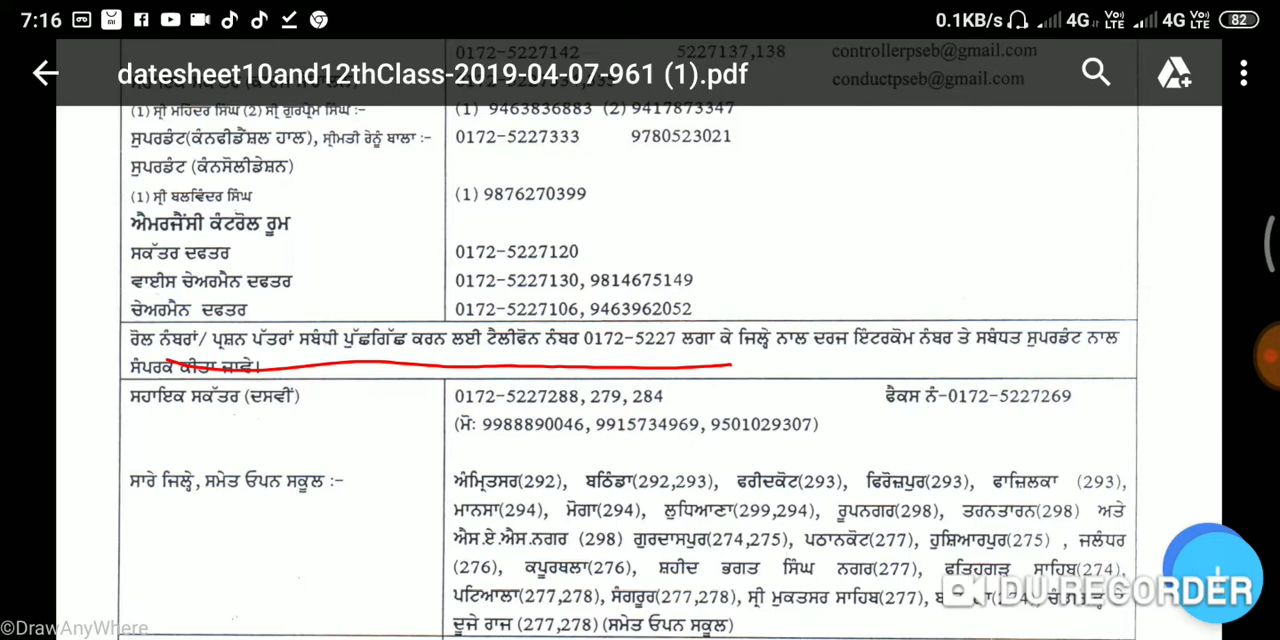 7:16 0.1KB/s 4G VoLTE 4G VoLTE 82
0172-5227142 5227137,138 controllerpseb@gmail.com
datesheet10and12thClass-2019-04-07-961 (1).pdf
conductpseb@gmail.com
(1) ਸ੍ਰੀ ਮਹਿੰਦਰ ਸਿੰਘ (2) ਸ੍ਰੀ ਗੁਰਪ੍ਰੇਮ ਸਿੰਘ :- (1) 9463836883 (2) 9417873347
ਸੁਪਰਡੰਟ(ਕੰਨਫੀਡੈਂਸ਼ਲ ਹਾਲ), ਸ੍ਰੀਮਤੀ ਰੇਨੂੰ ਬਾਲਾ :- 0172-5227333 9780523021
ਸੁਪਰਡੰਟ (ਕੰਨਸੋਲੀਡੇਸ਼ਨ)
(1) ਸ੍ਰੀ ਬਲਵਿੰਦਰ ਸਿੰਘ (1) 9876270399
ਐਮਰਜੈਂਸੀ ਕੰਟਰੋਲ ਰੂਮ
ਸਕੱਤਰ ਦਫਤਰ 0172-5227120
ਵਾਈਸ ਚੇਅਰਮੈਨ ਦਫਤਰ 0172-5227130, 9814675149
ਚੇਅਰਮੈਨ ਦਫਤਰ 0172-5227106, 9463962052
ਰੋਲ ਨੰਬਰਾਂ/ ਪ੍ਰਸ਼ਨ ਪੱਤਰਾਂ ਸਬੰਧੀ ਪੁੱਛਗਿੱਛ ਕਰਨ ਲਈ ਟੈਲੀਫੋਨ ਨੰਬਰ 0172-5227 ਲਗਾ ਕੇ ਜਿਲ੍ਹੇ ਨਾਲ ਦਰਜ ਇੰਟਰਕੋਮ ਨੰਬਰ ਤੇ ਸਬੰਧਤ ਸੁਪਰਡੰਟ ਨਾਲ
ਸੰਪਰਕ ਕੀਤਾ ਜਾਵੇ।
ਸਹਾਇਕ ਸਕੱਤਰ (ਦਸਵੀਂ) 0172-5227288, 279, 284 ਫੈਕਸ ਨੰ-0172-5227269
(ਮੋਃ 9988890046, 9915734969, 9501029307)
ਸਾਰੇ ਜਿਲ੍ਹੇ, ਸਮੇਤ ਓਪਨ ਸਕੂਲ :- ਅੰਮ੍ਰਿਤਸਰ(292), ਬਠਿੰਡਾ(292,293), ਫਰੀਦਕੋਟ(293), ਫਿਰੋਜ਼ਪੁਰ(293), ਫਾਜ਼ਿਲਕਾ (293),
ਮਾਨਸਾ(294), ਮੋਗਾ(294), ਲੁਧਿਆਣਾ(299,294), ਰੂਪਨਗਰ(298), ਤਰਨਤਾਰਨ(298) ਅਤੇ
ਐਸ.ਏ.ਐਸ.ਨਗਰ (298) ਗੁਰਦਾਸਪੁਰ(274,275), ਪਠਾਨਕੋਟ(277), ਹੁਸ਼ਿਆਰਪੁਰ(275) , ਜਲੰਧਰ
(276), ਕਪੂਰਥਲਾ(276), ਸ਼ਹੀਦ ਭਗਤ ਸਿੰਘ ਨਗਰ(277), ਫਤਿਹਗੜ ਸਾਹਿਬ(274),
ਪਟਿਆਲਾ(277,278), ਸੰਗਰੂਰ(277,278), ਸ੍ਰੀ ਮੁਕਤਸਰ ਸਾਹਿਬ(277),
DU RECORDER
ਦੂਜੇ ਰਾਜ (277,278) (ਸਮੇਤ ਓਪਨ ਸਕੂਲ)
©DrawAnyWhere